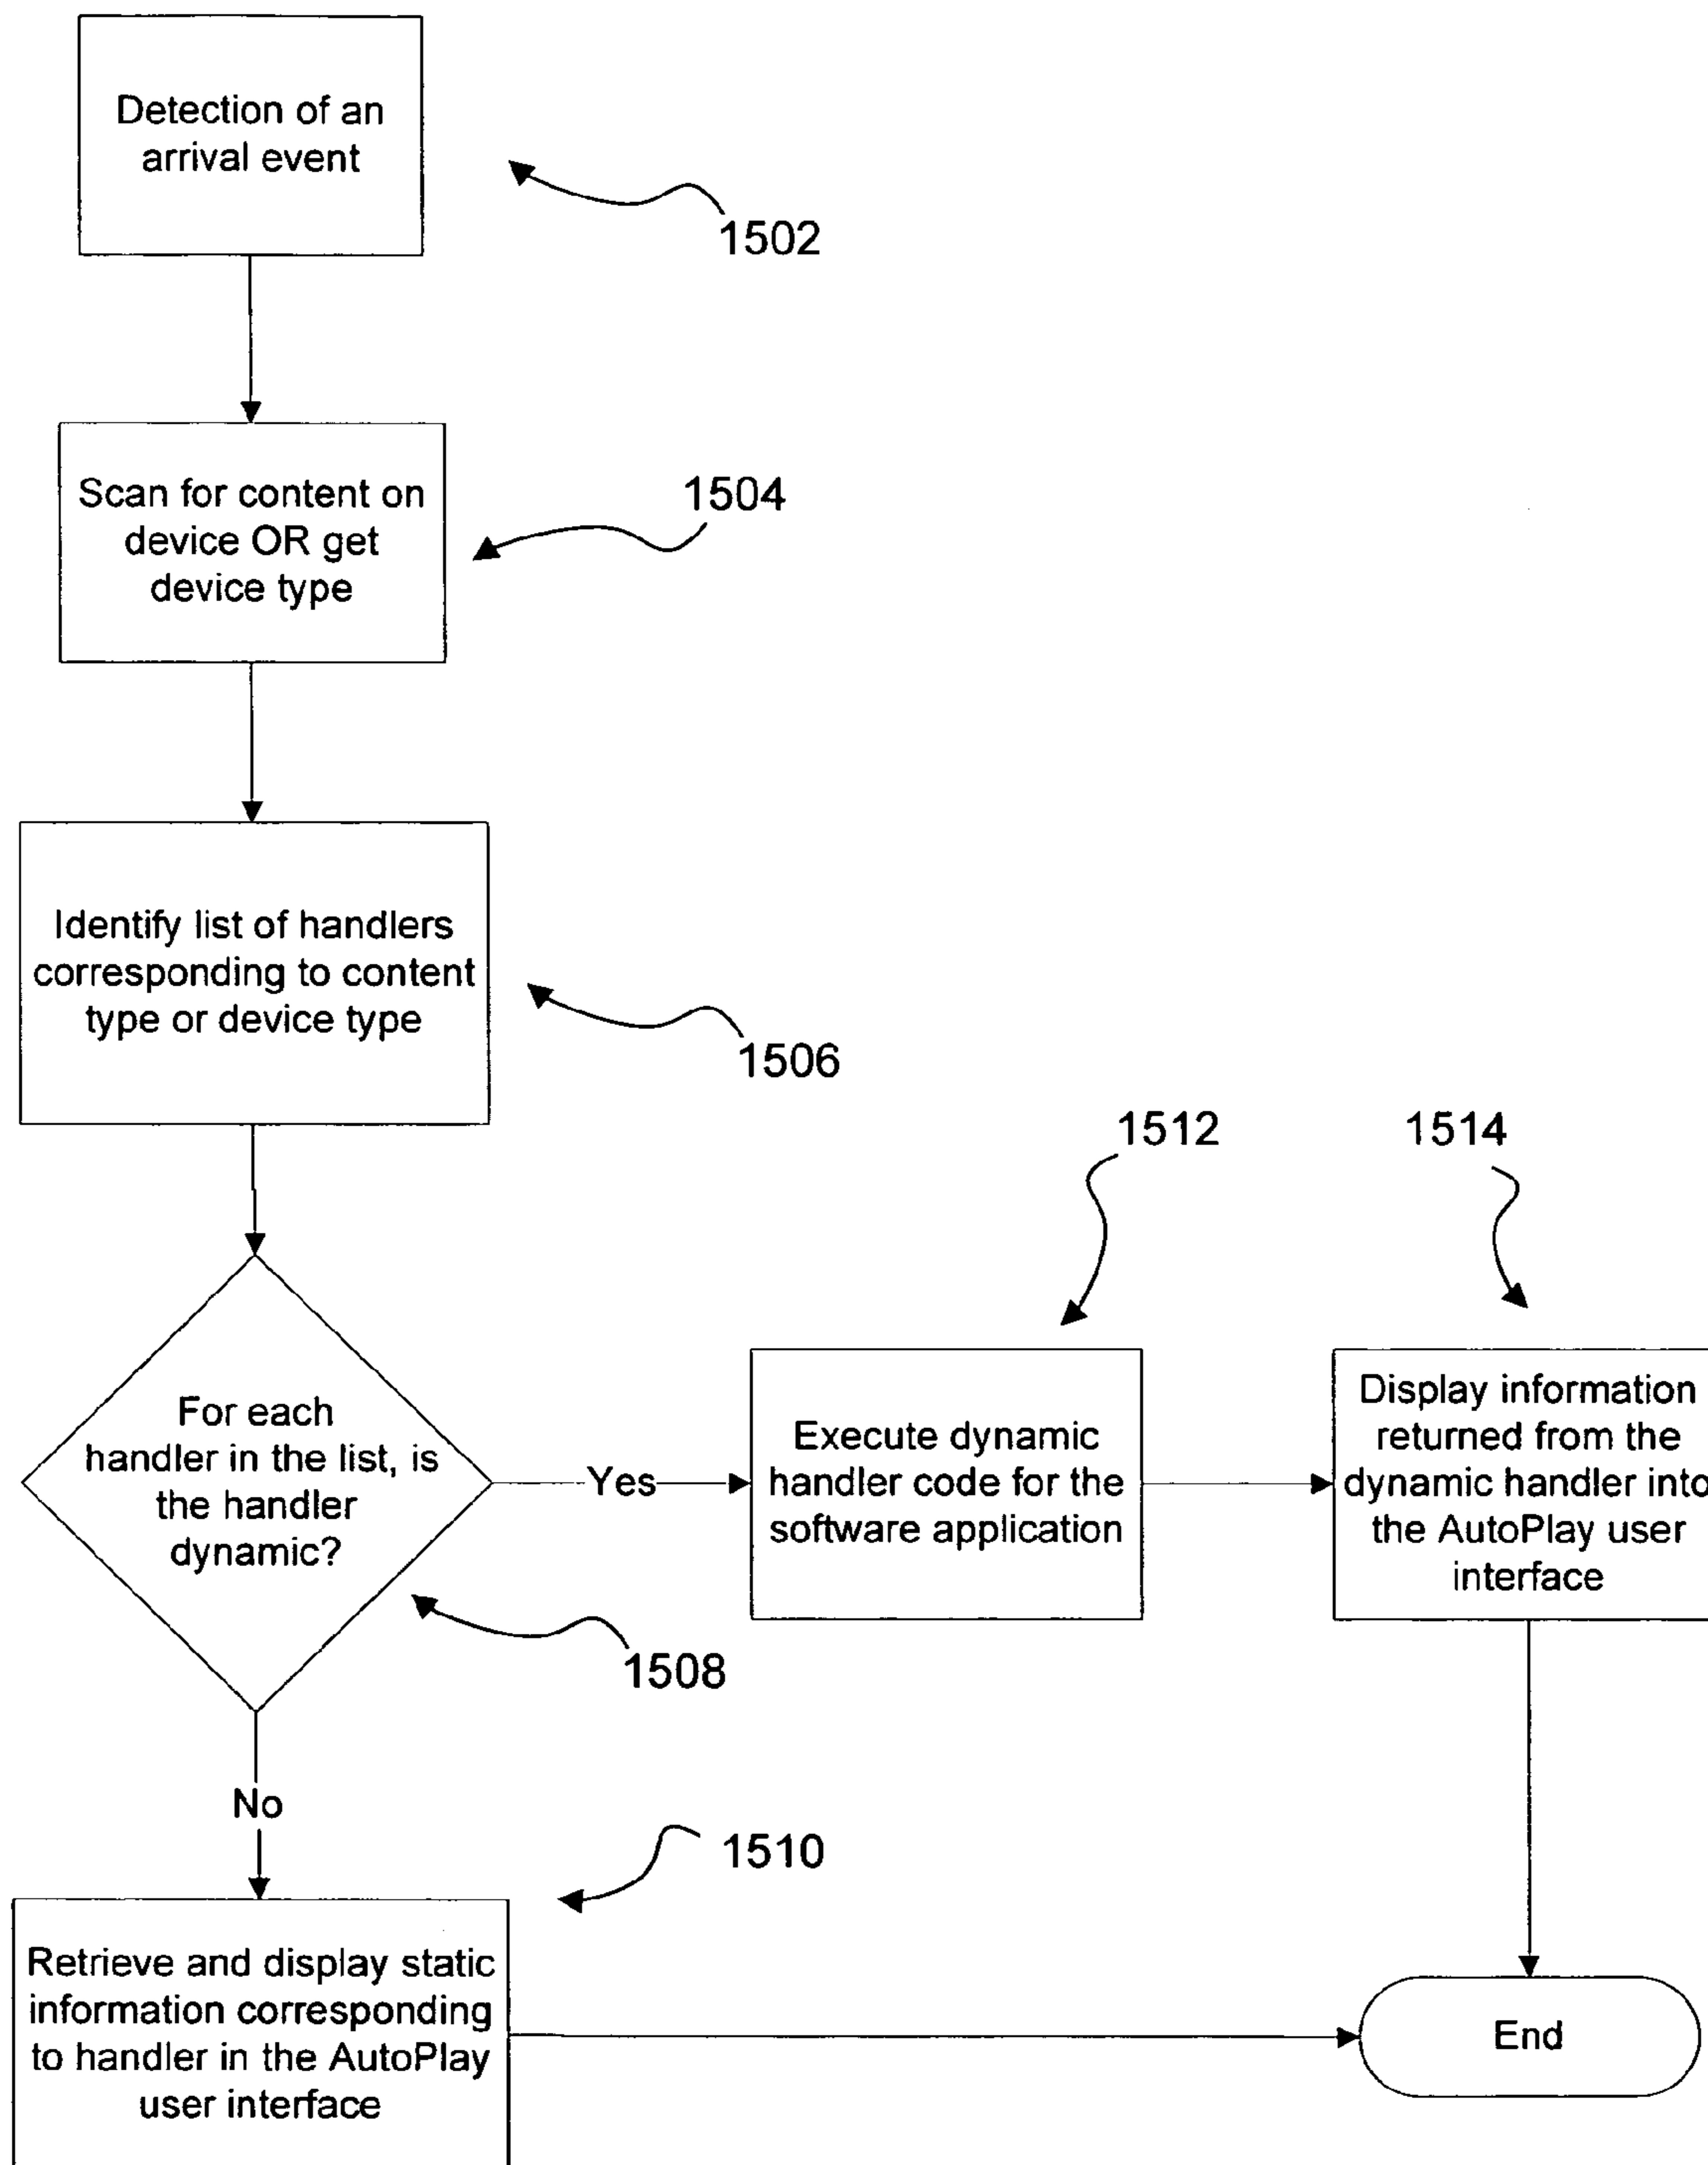 Detection of an
arrival event
1502
Scan for content on
device OR get
device type
1504
Identify list of handlers
corresponding to content
type or device type
1506
For each
handler in the list, is
the handler
dynamic?
1508
Yes
Execute dynamic
handler code for the
software application
1512
Display information
returned from the
dynamic handler into
the AutoPlay user
interface
1514
No
Retrieve and display static
information corresponding
to handler in the AutoPlay
user interface
1510
End